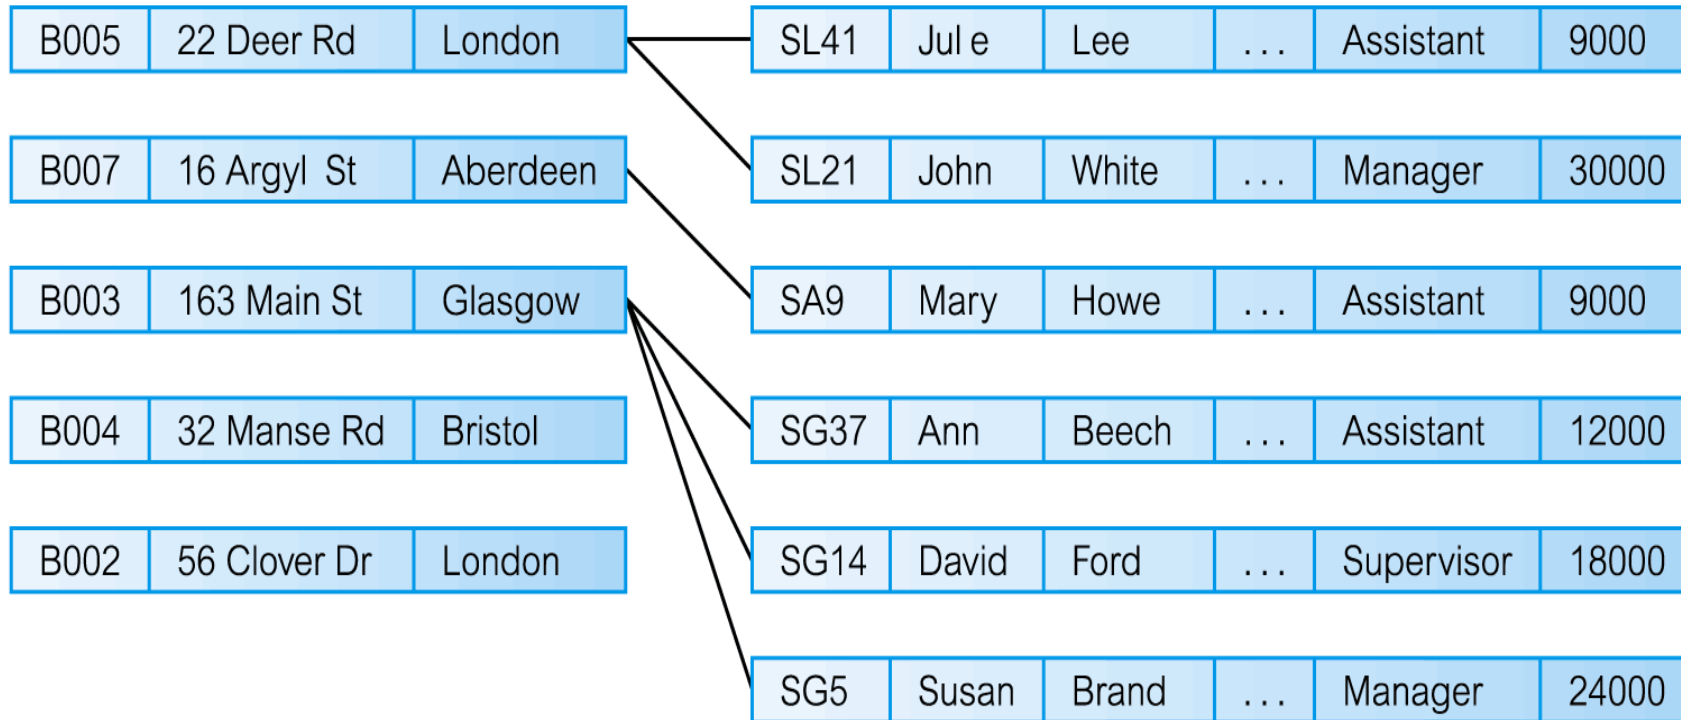 B005 22 Deer Rd London SL41 Jul e Lee ... Assistant 9000
B007 16 Argyl St Aberdeen SL21 John White ... Manager 30000
B003 163 Main St Glasgow SA9 Mary Howe ... Assistant 9000
B004 32 Manse Rd Bristol SG37 Ann Beech ... Assistant 12000
B002 56 Clover Dr London SG14 David Ford ... Supervisor 18000
SG5 Susan Brand ... Manager 24000